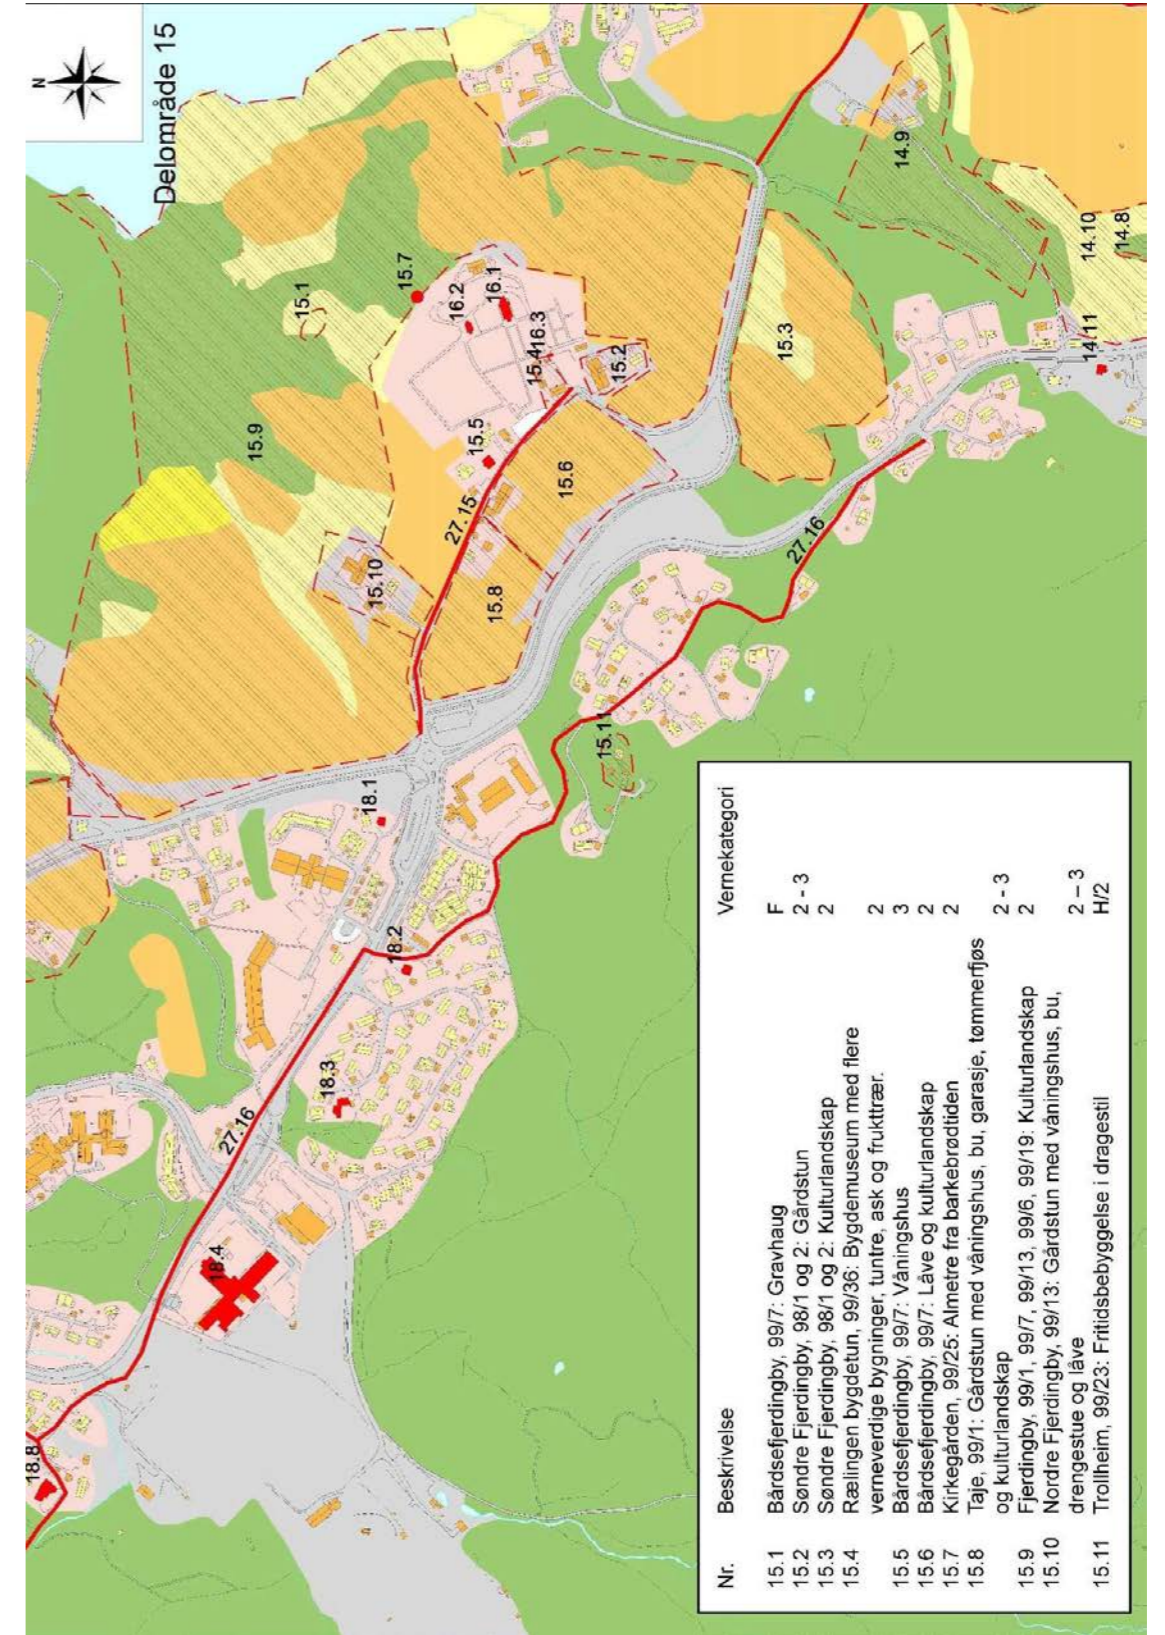 N
Delområde 15
18.8
18.4
27.16
18.3
18.2
18.1
15.11
27.16
15.8
15.10
27.15
15.6
15.9
15.5
15.1
15.7
16.2
16.1
15.4
16.3
15.2
15.3
14.9
14.10
14.8
14.11
Nr. Beskrivelse Vernekategori
15.1 Bårdsefjerdingby, 99/7: Gravhaug F
15.2 Søndre Fjerdingby, 98/1 og 2: Gårdstun 2 - 3
15.3 Søndre Fjerdingby, 98/1 og 2: Kulturlandskap 2
15.4 Rælingen bygdetun, 99/36: Bygdemuseum med flere
verneverdige bygninger, tuntre, ask og frukttrær. 2
15.5 Bårdsefjerdingby, 99/7: Våningshus 3
15.6 Bårdsefjerdingby, 99/7: Låve og kulturlandskap 2
15.7 Kirkegården, 99/25: Almetre fra barkebrødtiden 2
15.8 Taje, 99/1: Gårdstun med våningshus, bu, garasje, tømmerfjøs
og kulturlandskap 2 - 3
15.9 Fjerdingby, 99/1, 99/7, 99/13, 99/6, 99/19: Kulturlandskap 2
15.10 Nordre Fjerdingby, 99/13: Gårdstun med våningshus, bu,
drengestue og låve 2 – 3
15.11 Trollheim, 99/23: Fritidsbebyggelse i dragestil H/2